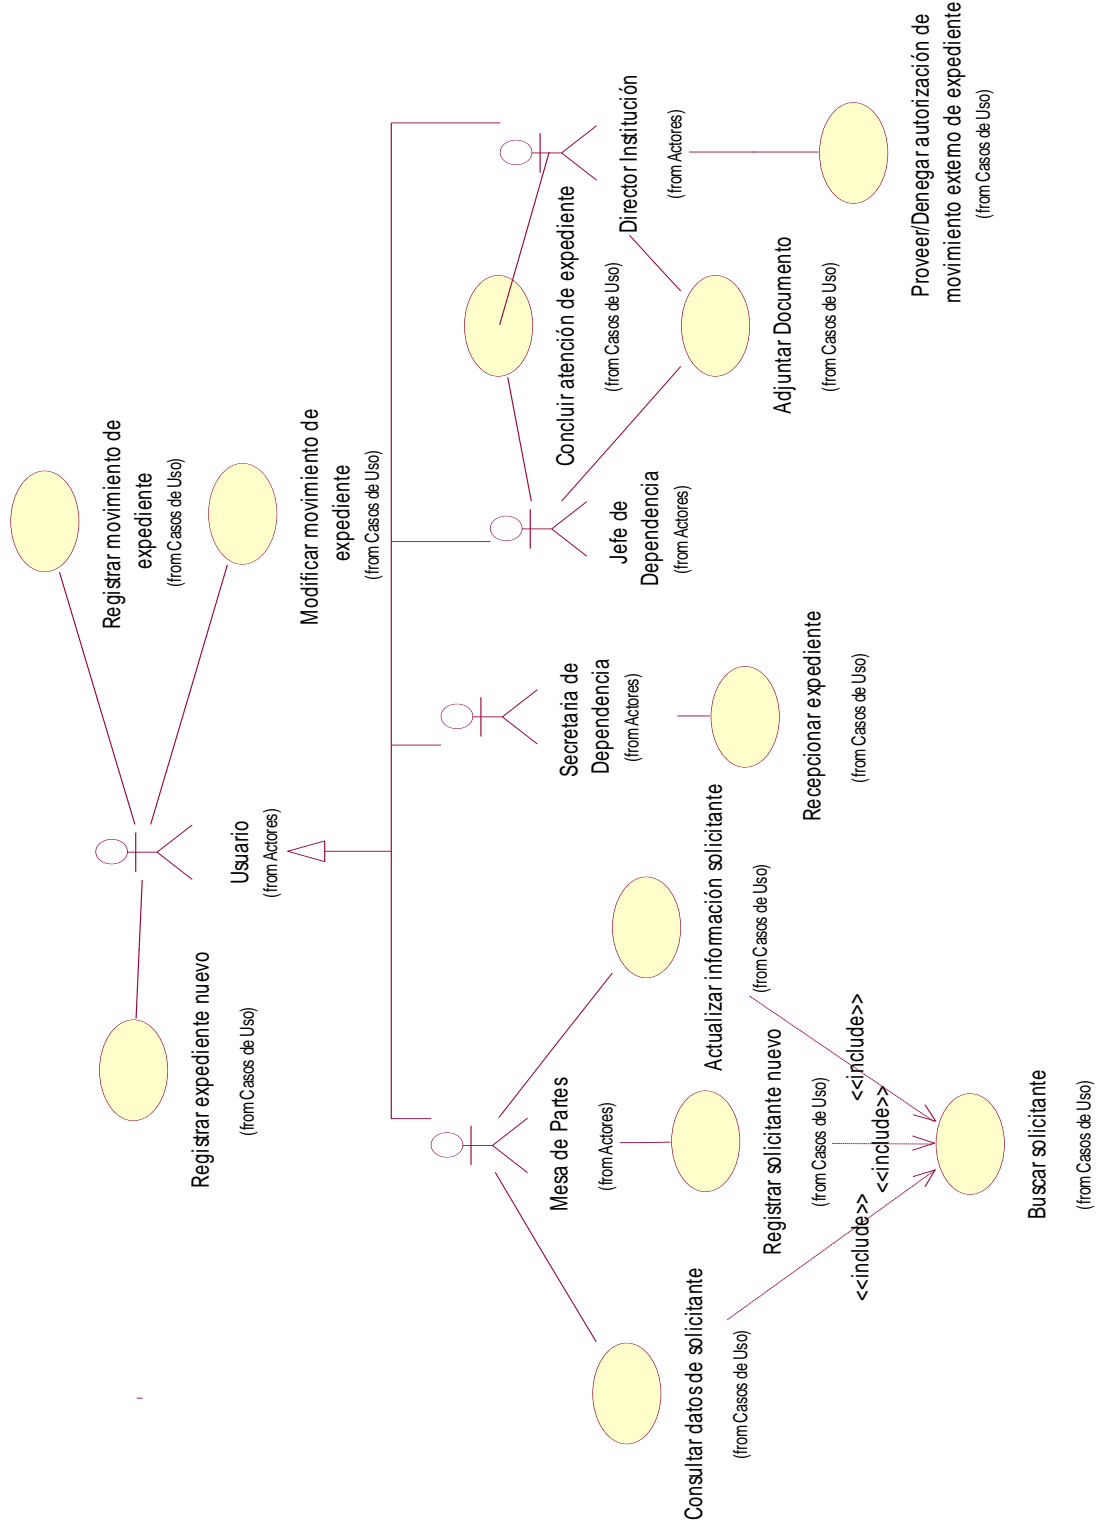 Registrar movimiento de
expediente
(from Casos de Uso)
Registrar expediente nuevo
(from Casos de Uso)
Usuario
(from Actores)
Modificar movimiento de
expediente
(from Casos de Uso)
Mesa de Partes
(from Actores)
Secretaria de
Dependencia
(from Actores)
Jefe de
Dependencia
(from Actores)
Concluir atención de expediente
(from Casos de Uso)
Director Institución
(from Actores)
Consultar datos de solicitante
(from Casos de Uso)
Registrar solicitante nuevo
(from Casos de Uso)
Actualizar información solicitante
(from Casos de Uso)
Recepcionar expediente
(from Casos de Uso)
Adjuntar Documento
(from Casos de Uso)
Proveer/Denegar autorización de
movimiento externo de expediente
(from Casos de Uso)
<<include>>
<<include>>
<<include>>
Buscar solicitante
(from Casos de Uso)